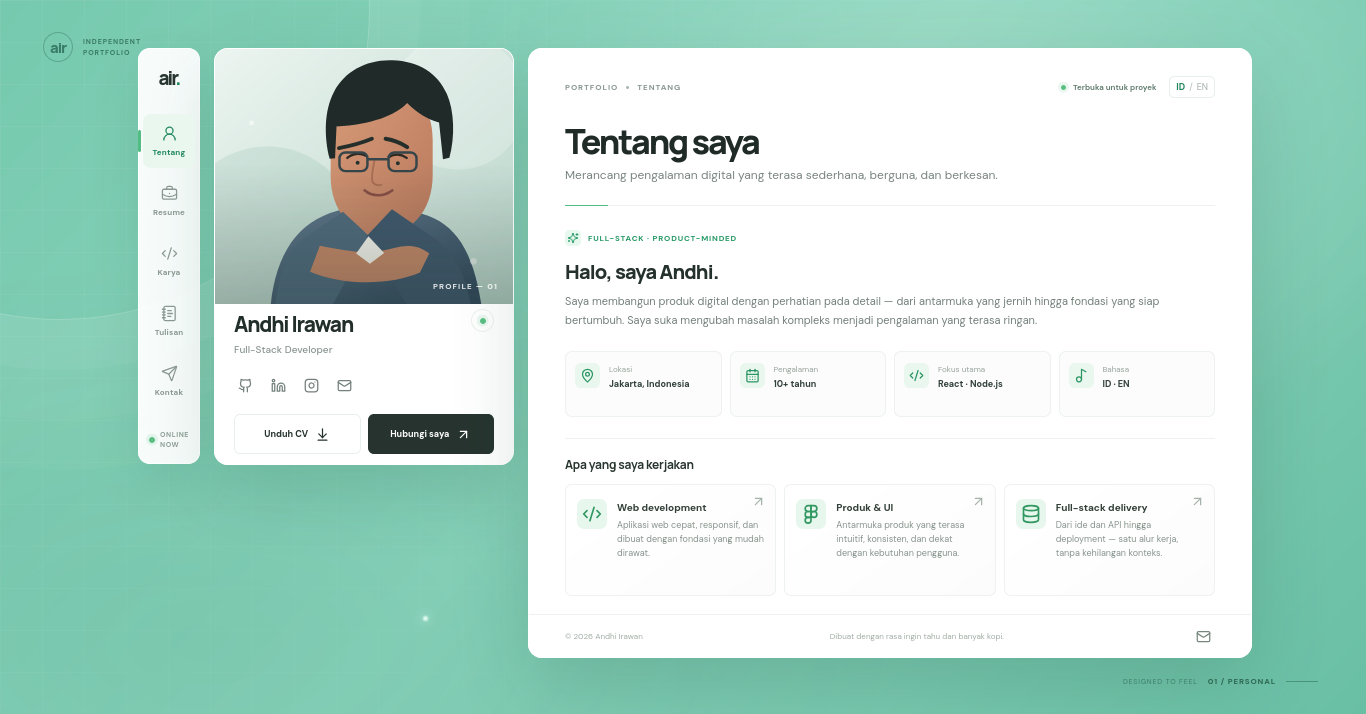 air
INDEPENDENT
PORTFOLIO
air.
Tentang
Resume
Karya
Tulisan
Kontak
ONLINE
NOW
PROFILE — 01
Andhi Irawan
Full-Stack Developer
Unduh CV
Hubungi saya
PORTFOLIO • TENTANG
Terbuka untuk proyek
ID / EN
Tentang saya
Merancang pengalaman digital yang terasa sederhana, berguna, dan berkesan.
FULL-STACK · PRODUCT-MINDED
Halo, saya Andhi.
Saya membangun produk digital dengan perhatian pada detail — dari antarmuka yang jernih hingga fondasi yang siap
bertumbuh. Saya suka mengubah masalah kompleks menjadi pengalaman yang terasa ringan.
Lokasi
Jakarta, Indonesia
Pengalaman
10+ tahun
Fokus utama
React · Node.js
Bahasa
ID · EN
Apa yang saya kerjakan
Web development
Aplikasi web cepat, responsif, dan
dibuat dengan fondasi yang mudah
dirawat.
Produk & UI
Antarmuka produk yang terasa
intuitif, konsisten, dan dekat
dengan kebutuhan pengguna.
Full-stack delivery
Dari ide dan API hingga
deployment — satu alur kerja,
tanpa kehilangan konteks.
© 2026 Andhi Irawan
Dibuat dengan rasa ingin tahu dan banyak kopi.
DESIGNED TO FEEL 01 / PERSONAL